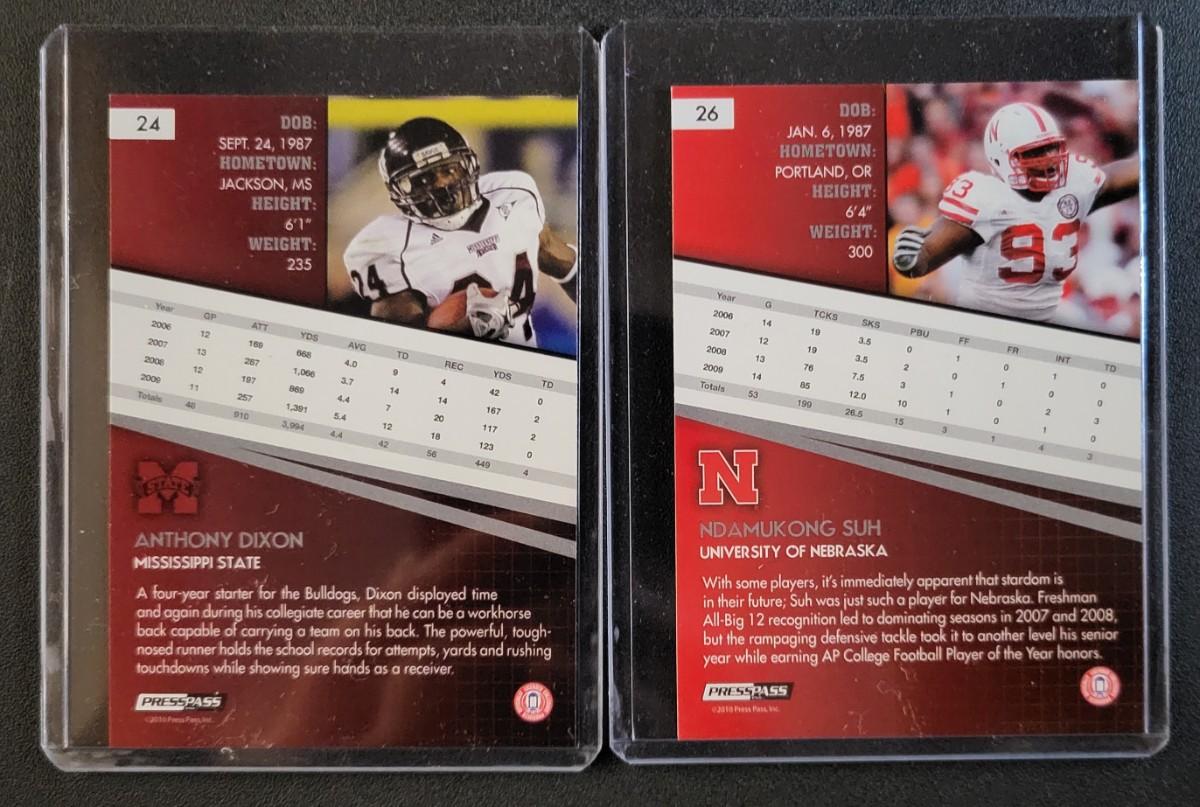 24
DOB:
SEPT. 24, 1987
HOMETOWN:
JACKSON, MS
HEIGHT:
6'1"
WEIGHT:
235
24
24
MISSISSIPPI
Year GP ATT YDS AVG TD REC YDS TD
2006 12 169 668 4.0 9 4 42 0
2007 13 287 1,066 3.7 14 14 167 2
2008 12 197 869 4.4 7 20 117 2
2009 11 257 1,391 5.4 12 18 123 0
Totals 48 910 3,994 4.4 42 56 449 4
M
STATE
ANTHONY DIXON
MISSISSIPPI STATE
A four-year starter for the Bulldogs, Dixon displayed time
and again during his collegiate career that he can be a workhorse
back capable of carrying a team on his back. The powerful, tough-
nosed runner holds the school records for attempts, yards and rushing
touchdowns while showing sure hands as a receiver.
PRESSPASS
©2010 Press Pass, Inc.
26
DOB:
JAN. 6, 1987
HOMETOWN:
PORTLAND, OR
HEIGHT:
6'4"
WEIGHT:
300
N
93
93
93
Year G TCKS SKS PBU FF FR INT TD
2006 14 19 3.5 0 1 0 1 0
2007 12 19 3.5 2 0 1 0 0
2008 13 76 7.5 3 1 0 2 3
2009 14 85 12.0 10 1 0 1 0
Totals 53 199 26.5 15 3 1 4 3
N
NDAMUKONG SUH
UNIVERSITY OF NEBRASKA
With some players, it's immediately apparent that stardom is
in their future; Suh was just such a player for Nebraska. Freshman
All-Big 12 recognition led to dominating seasons in 2007 and 2008,
but the rampaging defensive tackle took it to another level his senior
year while earning AP College Football Player of the Year honors.
PRESSPASS
©2010 Press Pass, Inc.